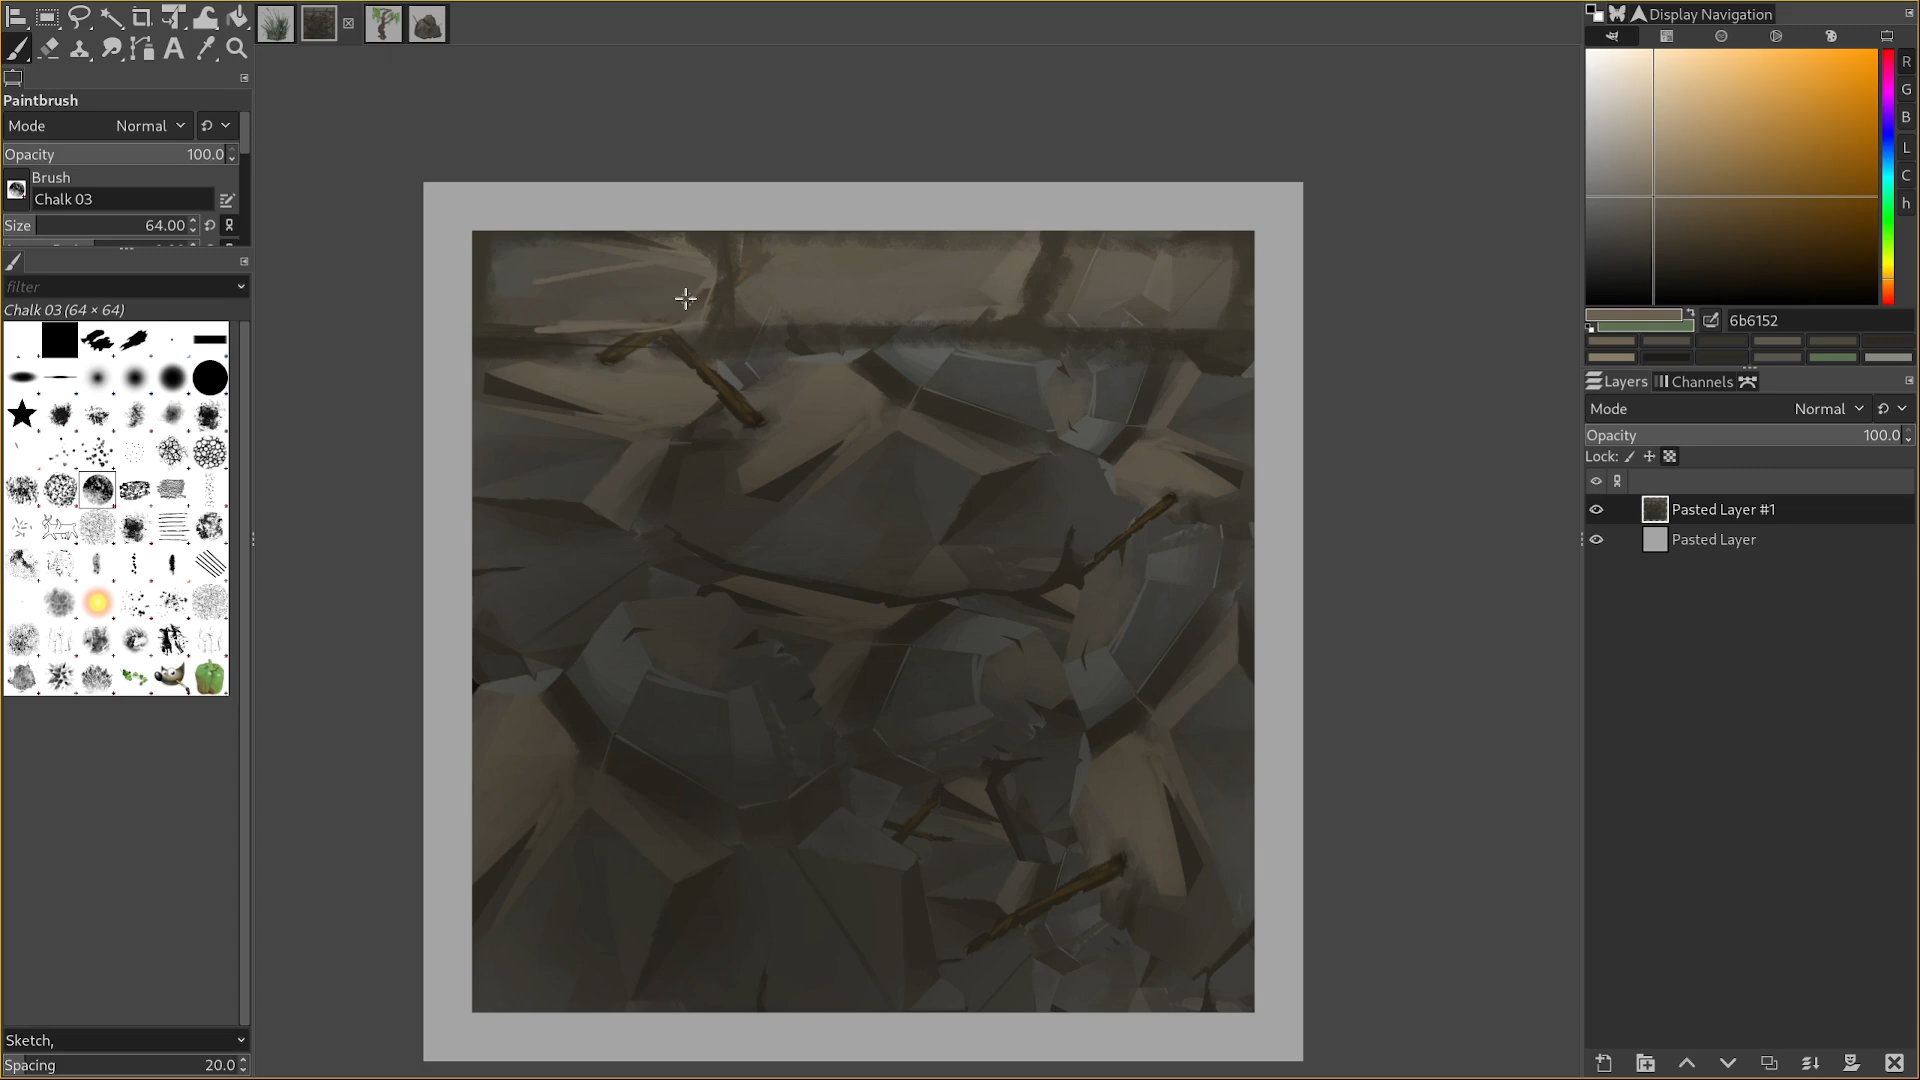 Paintbrush
Mode Normal
Opacity 100.0
Brush
Chalk 03
Size 64.00
filter
Chalk 03 (64 × 64)
Sketch,
Spacing 20.0
Display Navigation
R
G
B
L
C
h
6b6152
Layers Channels
Mode Normal
Opacity 100.0
Lock:
Pasted Layer #1
Pasted Layer